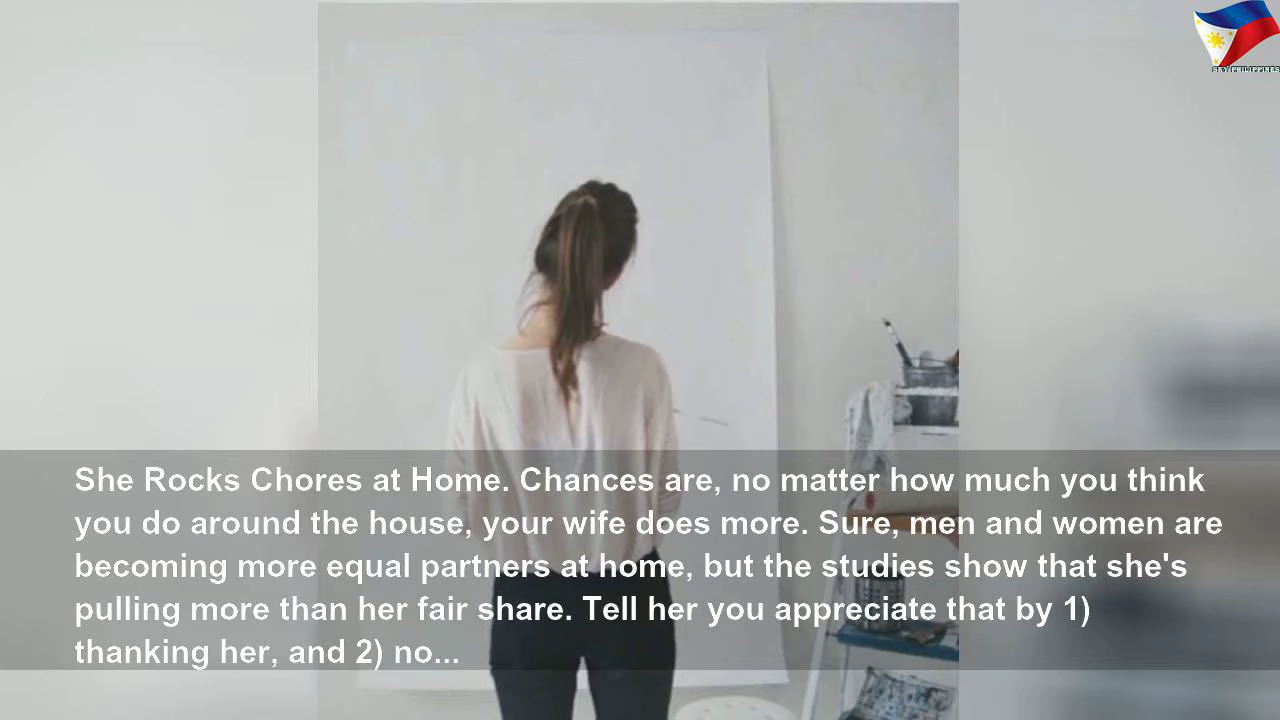 SKY PHILIPPINES
She Rocks Chores at Home. Chances are, no matter how much you think
you do around the house, your wife does more. Sure, men and women are
becoming more equal partners at home, but the studies show that she's
pulling more than her fair share. Tell her you appreciate that by 1)
thanking her, and 2) no...